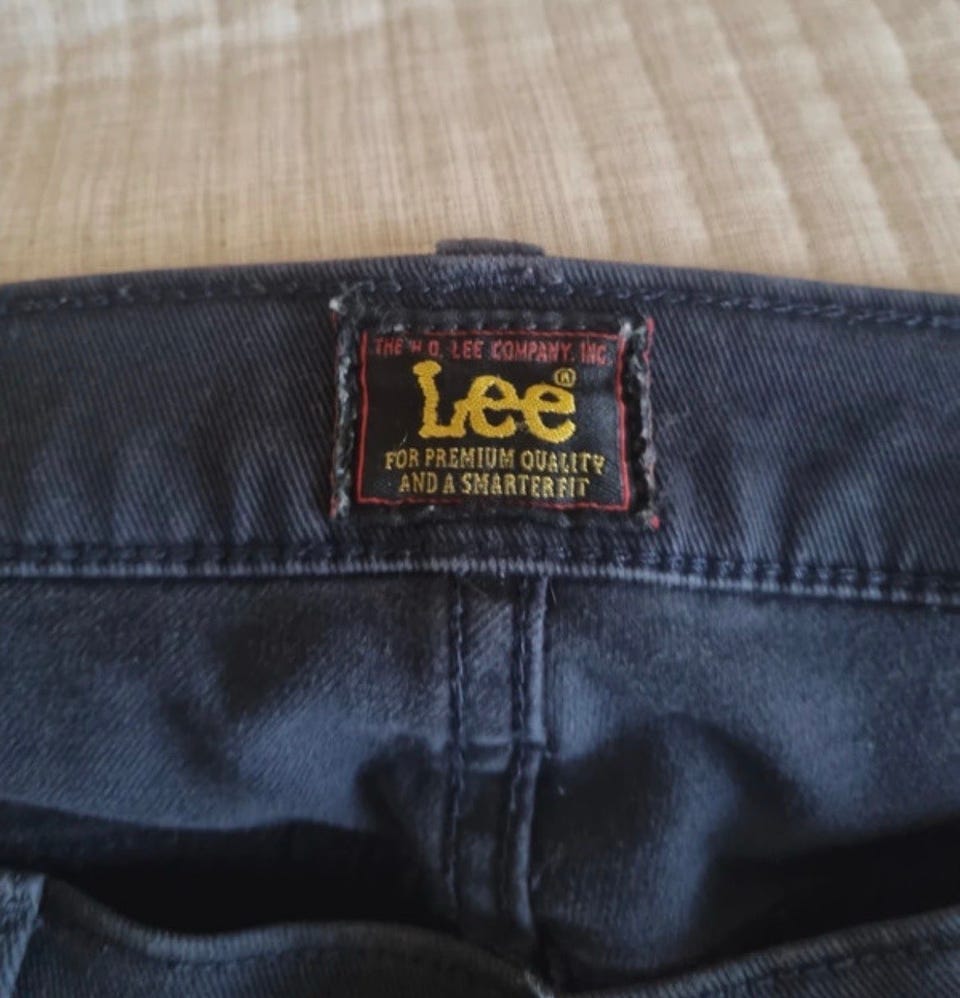 THE H.D. LEE COMPANY, INC.
Lee®
FOR PREMIUM QUALITY
AND A SMARTER FIT